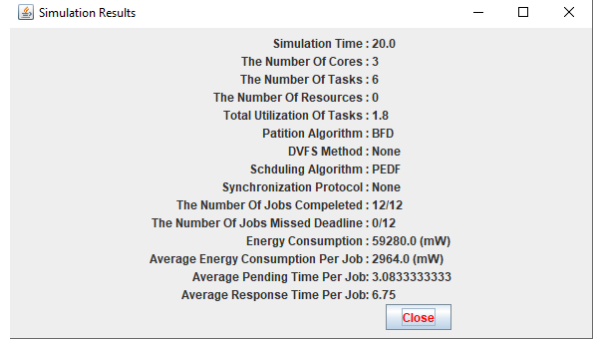 Simulation Results
Simulation Time : 20.0
The Number Of Cores : 3
The Number Of Tasks : 6
The Number Of Resources : 0
Total Utilization Of Tasks : 1.8
Patition Algorithm : BFD
DVFS Method : None
Schduling Algorithm : PEDF
Synchronization Protocol : None
The Number Of Jobs Compeleted : 12/12
The Number Of Jobs Missed Deadline : 0/12
Energy Consumption : 59280.0 (mW)
Average Energy Consumption Per Job : 2964.0 (mW)
Average Pending Time Per Job: 3.0833333333
Average Response Time Per Job: 6.75
Close